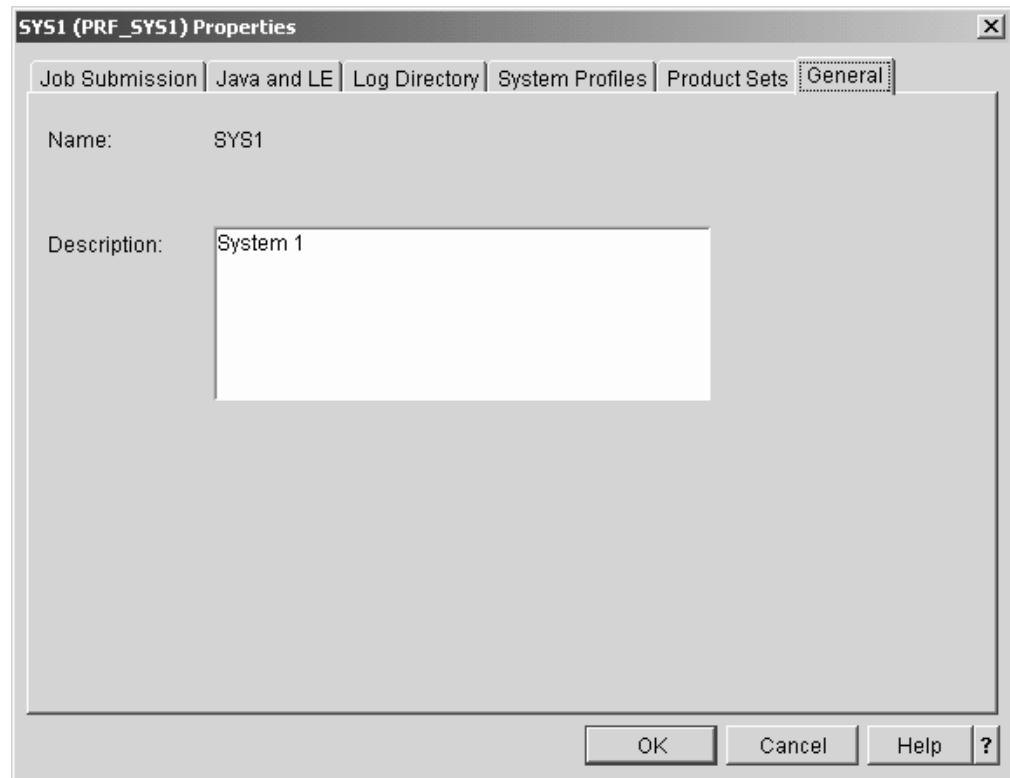 SYS1 (PRF_SYS1) Properties
Job Submission Java and LE Log Directory System Profiles Product Sets General
Name: SYS1
Description: System 1
OK Cancel Help ?